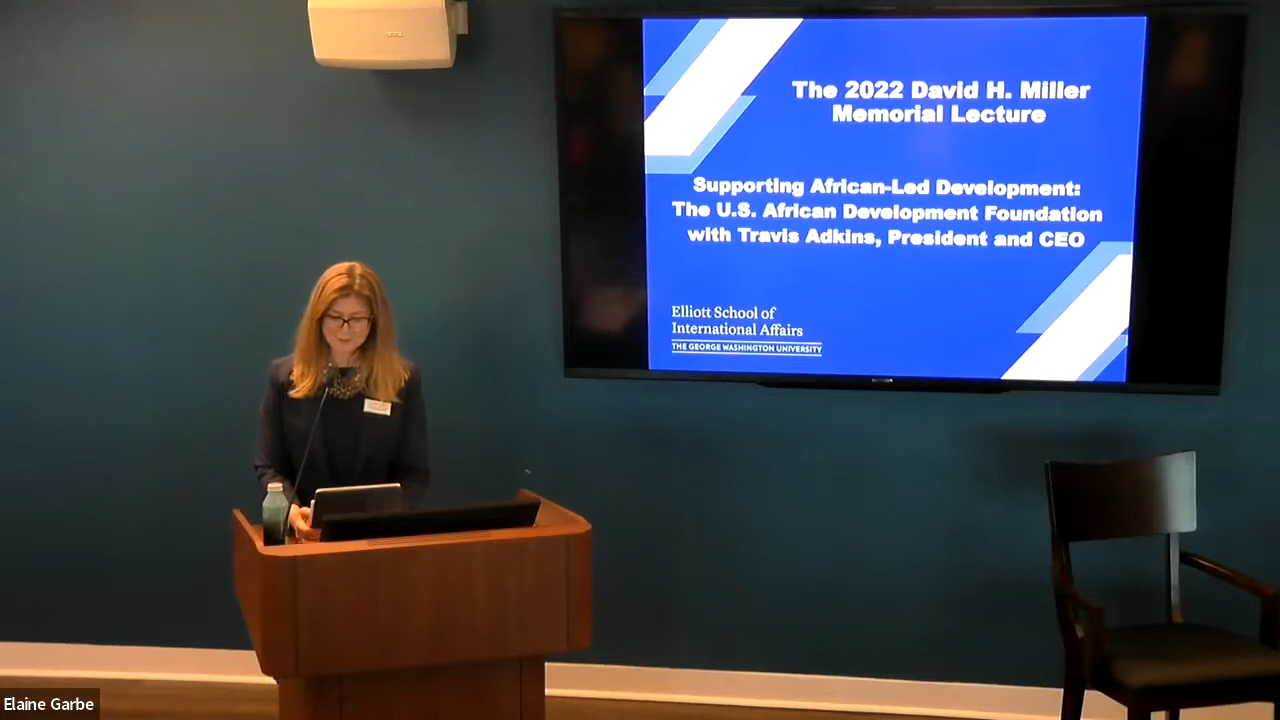 The 2022 David H. Miller
Memorial Lecture
Supporting African-Led Development:
The U.S. African Development Foundation
with Travis Adkins, President and CEO
Elliott School of
International Affairs
THE GEORGE WASHINGTON UNIVERSITY
Elaine Garbe